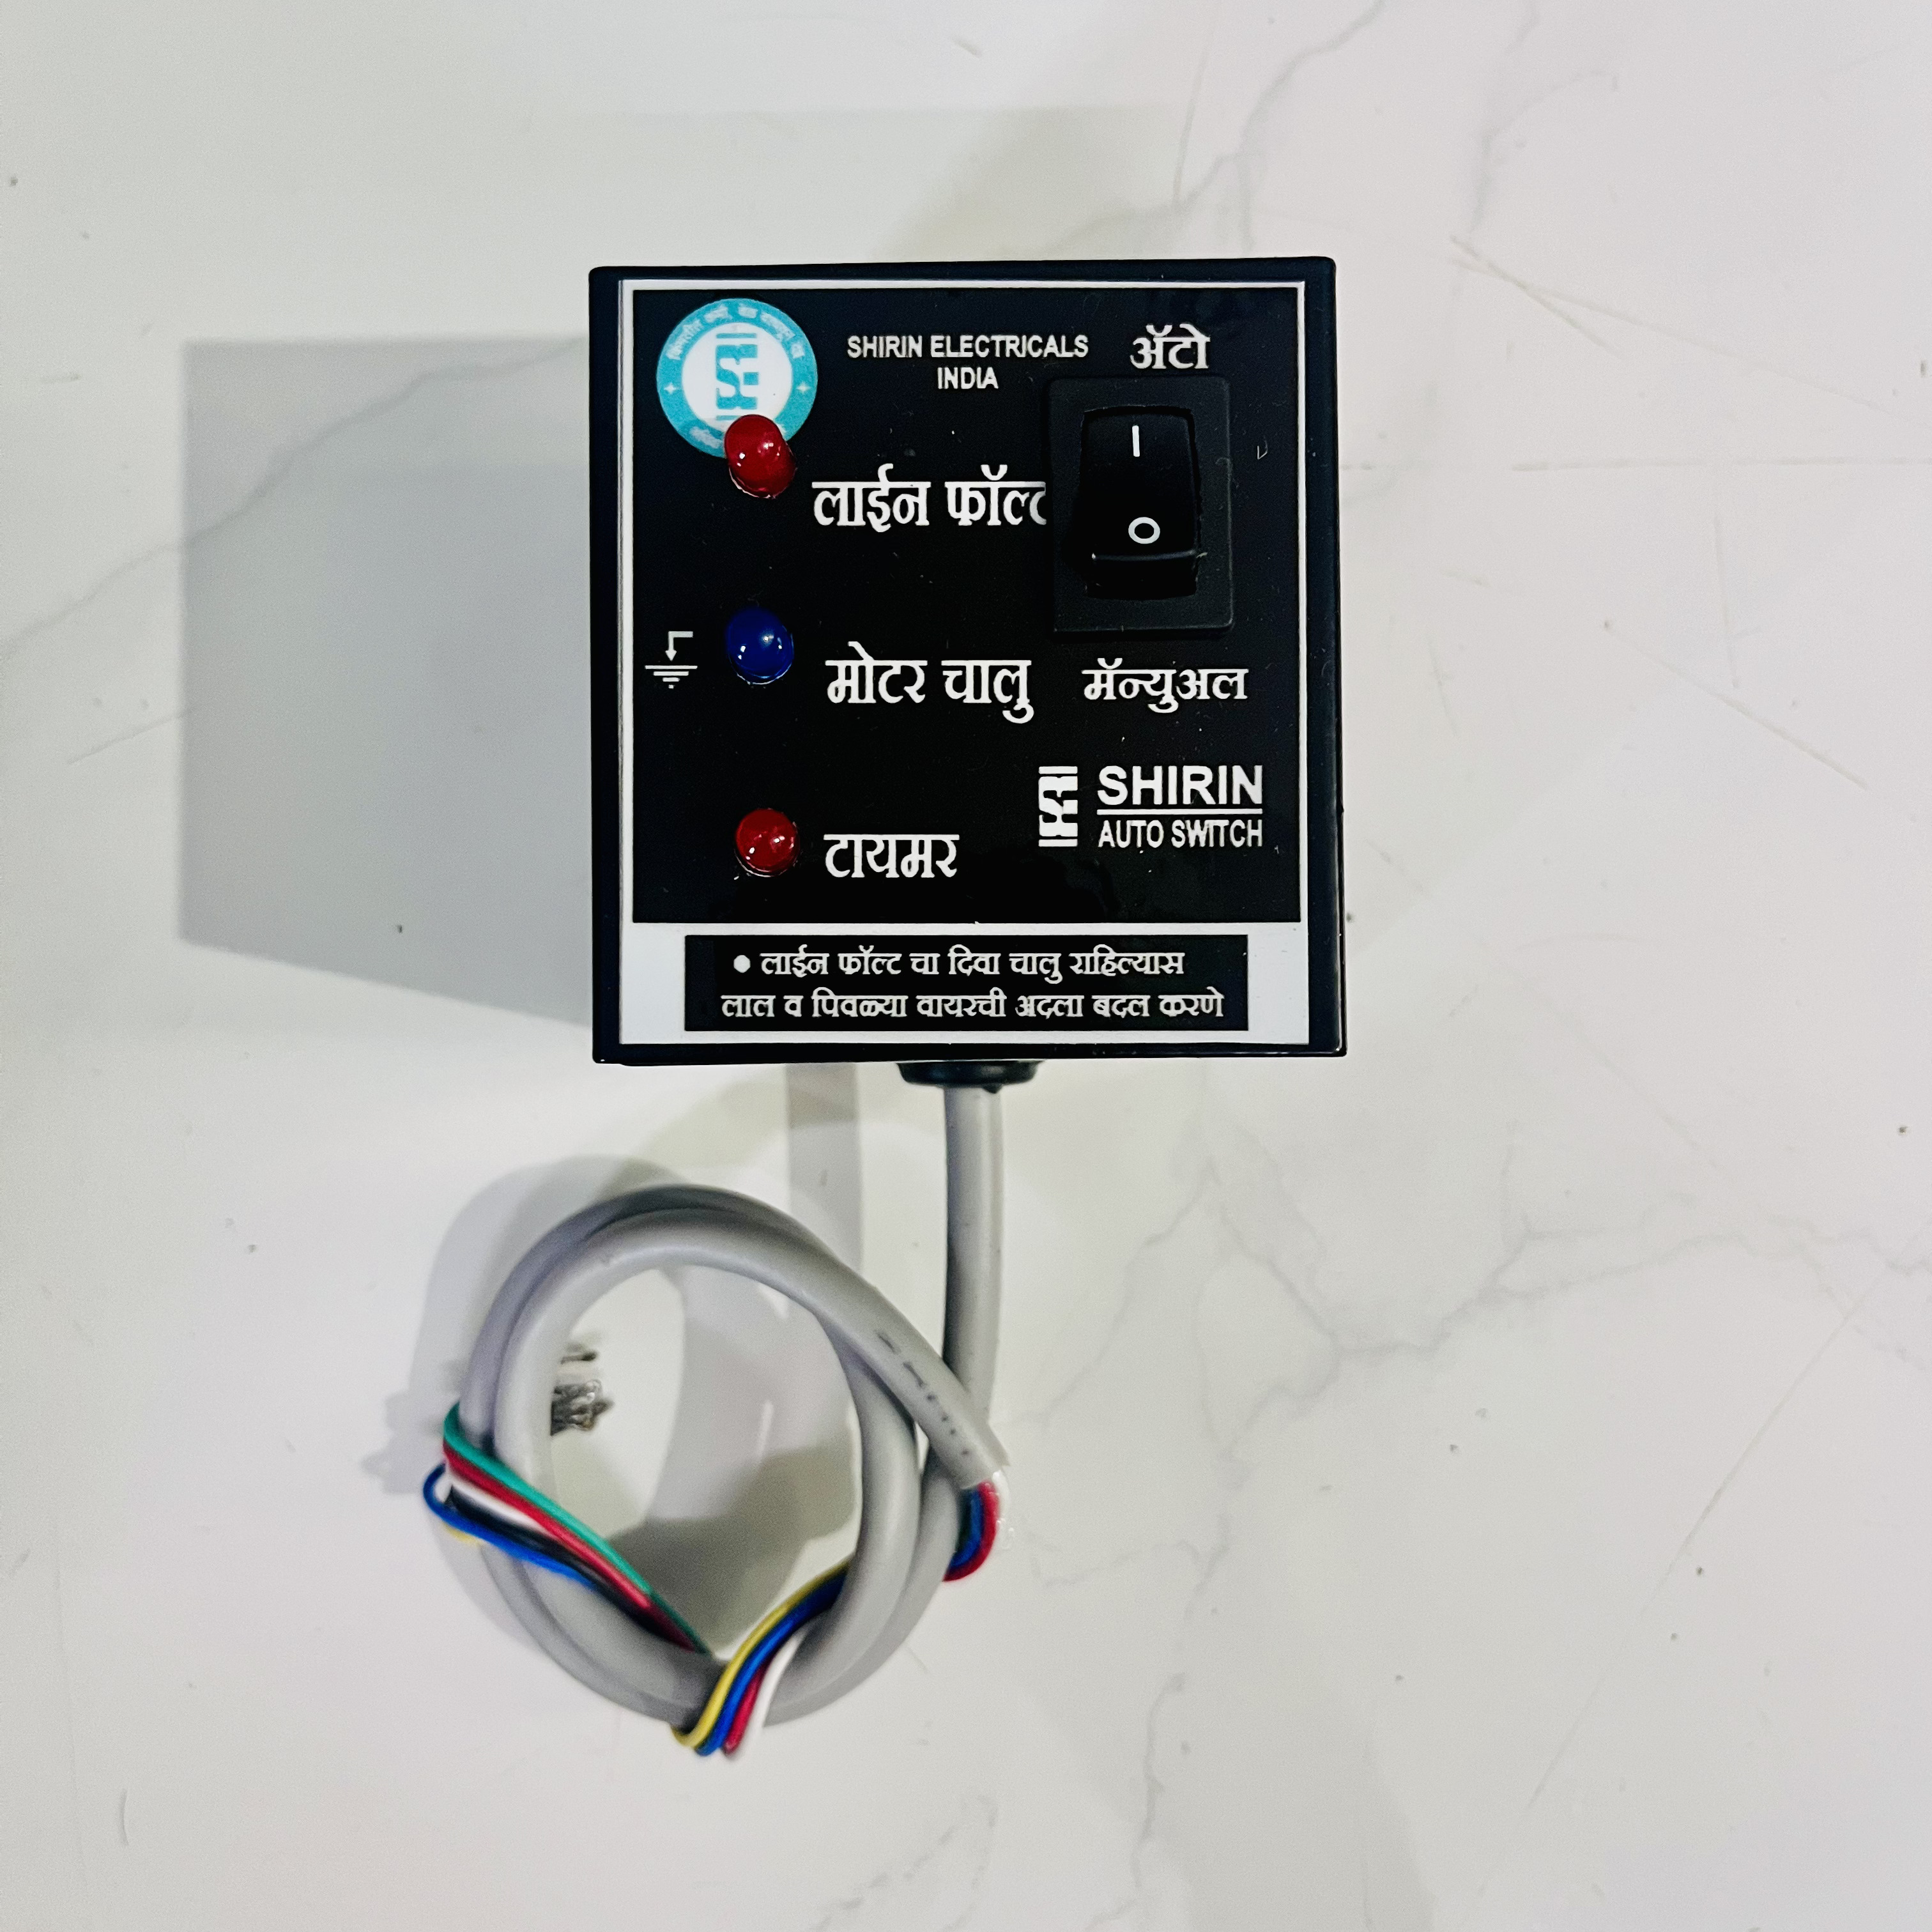 SHIRIN ELECTRICALS
INDIA
ॲटो
लाईन फॉल्ट
मोटर चालु
मॅन्युअल
SHIRIN
AUTO SWITCH
टायमर
लाईन फॉल्ट चा दिवा चालु राहिल्यास
लाल व पिवळ्या वायरची अदला बदल करणे